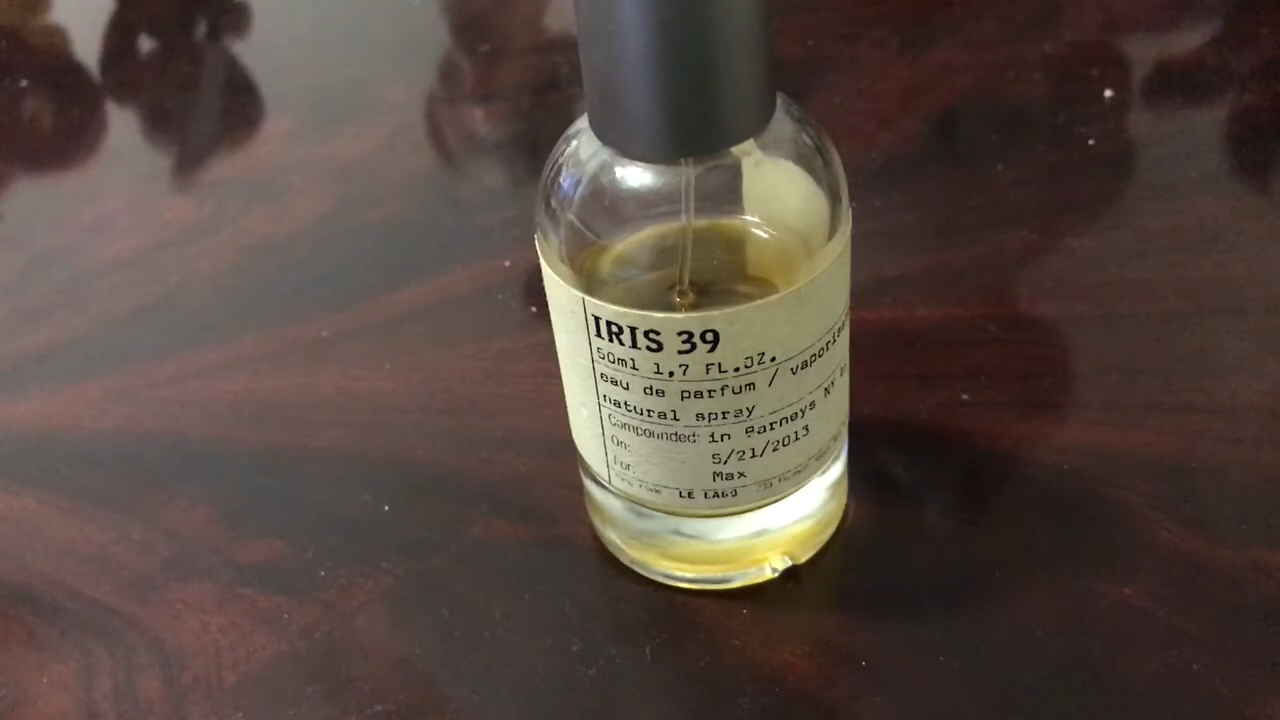 IRIS 39
50ml 1,7 FL.OZ.
eau de parfum /
natural spray
Compounded: in Barneys NY
On: 5/21/2013
For: Max
LE LABO